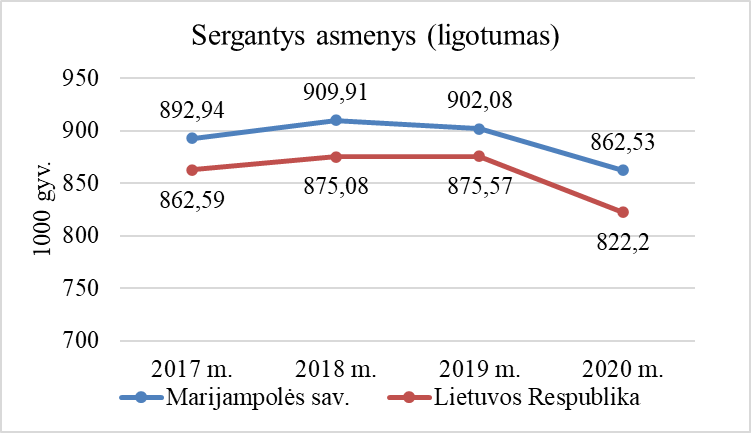 Sergantys asmenys (ligotumas)
1000 gyv.
950
900
850
800
750
700
892,94
909,91
902,08
862,53
862,59
875,08
875,57
822,2
2017 m.
2018 m.
2019 m.
2020 m.
Marijampolės sav.
Lietuvos Respublika